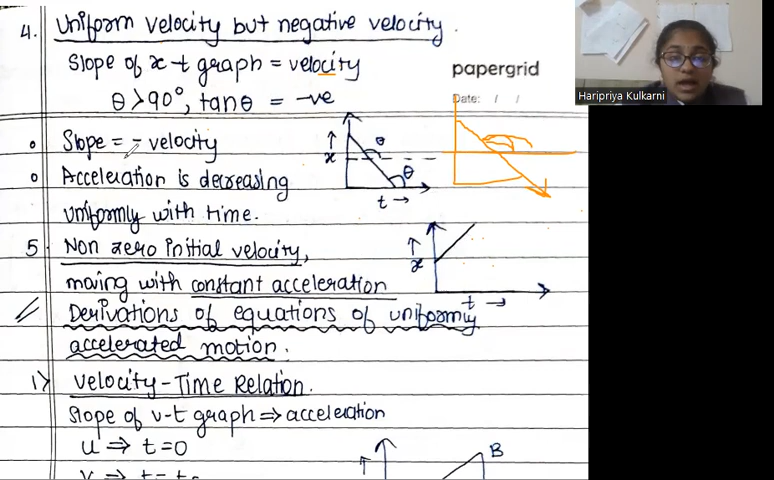 4. Uniform velocity but negative velocity.
Slope of x-t graph = velocity
θ > 90°, tanθ = -ve
papergrid
Date: / /
Haripriya Kulkarni
o Slope = - velocity
o Acceleration is decreasing
uniformly with time.
x
θ
θ
t →
5. Non zero initial velocity,
moving with constant acceleration
x
t →
Derivations of equations of uniformly
accelerated motion.
1) Velocity-Time Relation.
Slope of v-t graph ⇒ acceleration
u ⇒ t=0
B